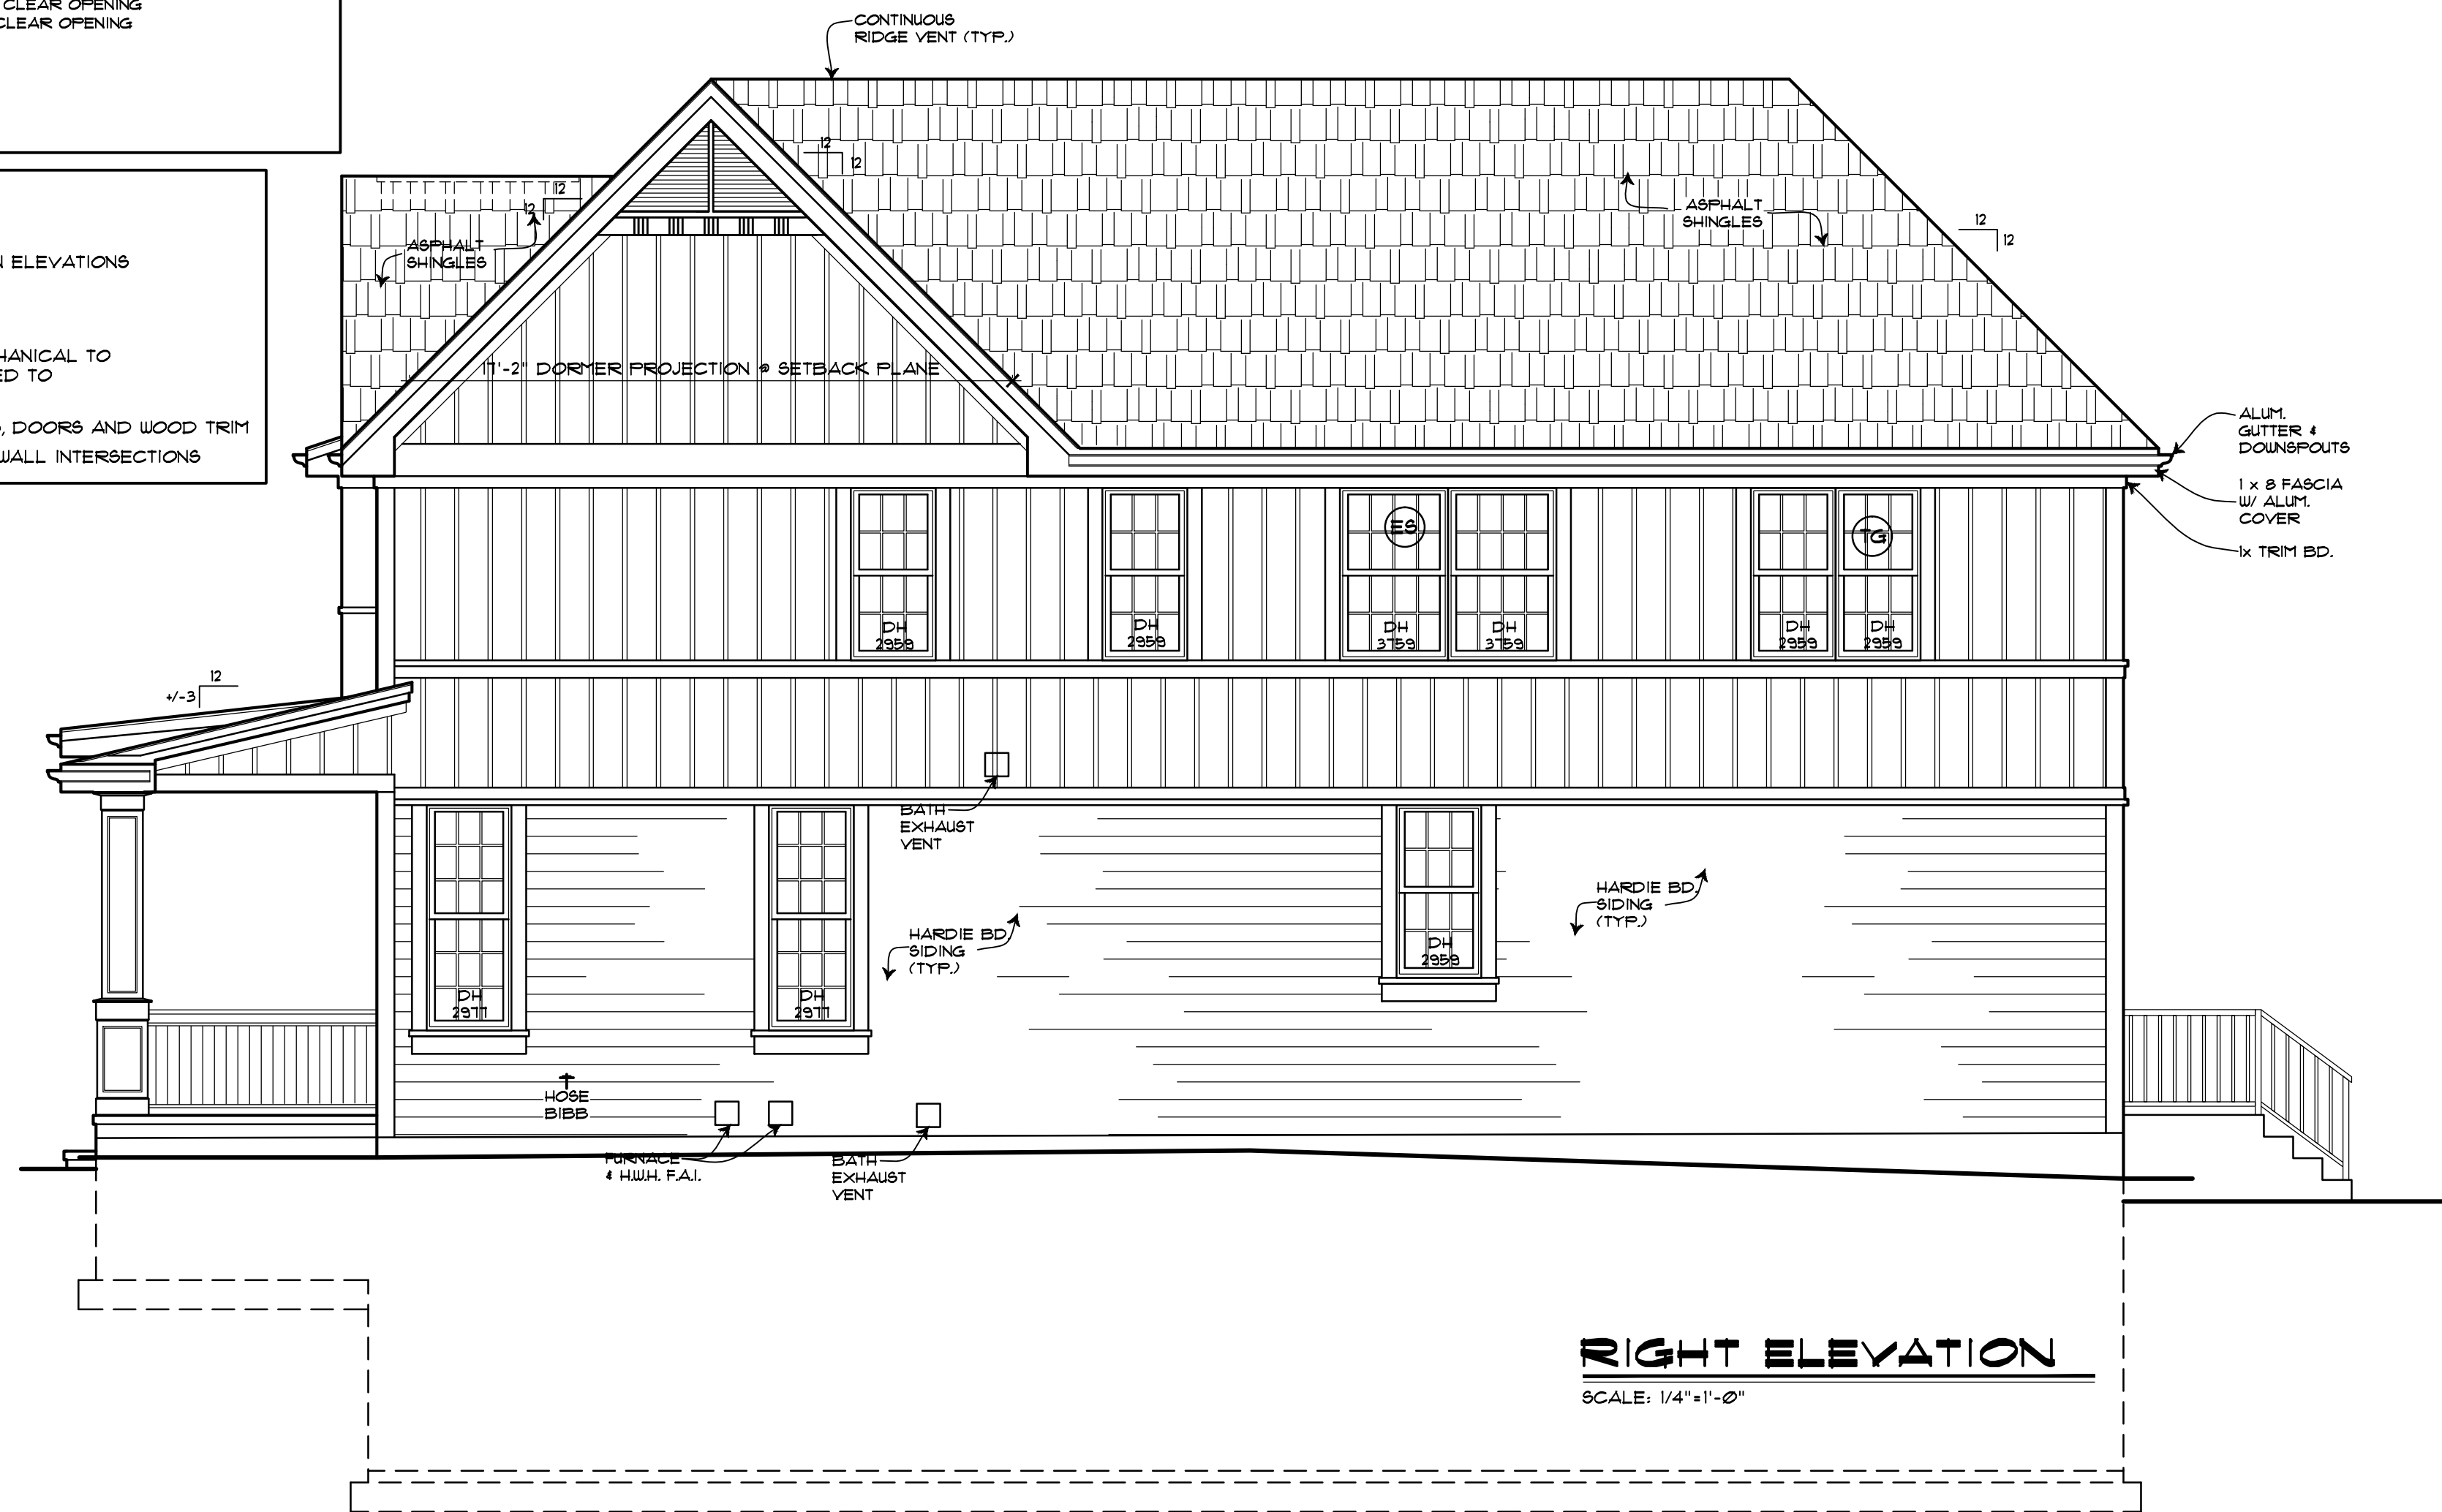 CLEAR OPENING
CLEAR OPENING
ELEVATIONS
HANICAL TO
ED TO
, DOORS AND WOOD TRIM
WALL INTERSECTIONS
CONTINUOUS
RIDGE VENT (TYP.)
12
12
12
12
ASPHALT
SHINGLES
ASPHALT
SHINGLES
12
12
17'-2" DORMER PROJECTION @ SETBACK PLANE
ALUM.
GUTTER &
DOWNSPOUTS
1 x 8 FASCIA
W/ ALUM.
COVER
1x TRIM BD.
ES
TG
DH
2959
DH
2959
DH
3759
DH
3759
DH
2959
DH
2959
12
+/-3
BATH
EXHAUST
VENT
HARDIE BD.
SIDING
(TYP.)
HARDIE BD.
SIDING
(TYP.)
DH
2959
DH
2977
DH
2977
HOSE
BIBB
FURNACE
& H.W.H. F.A.I.
BATH
EXHAUST
VENT
RIGHT ELEVATION
SCALE: 1/4"=1'-0"